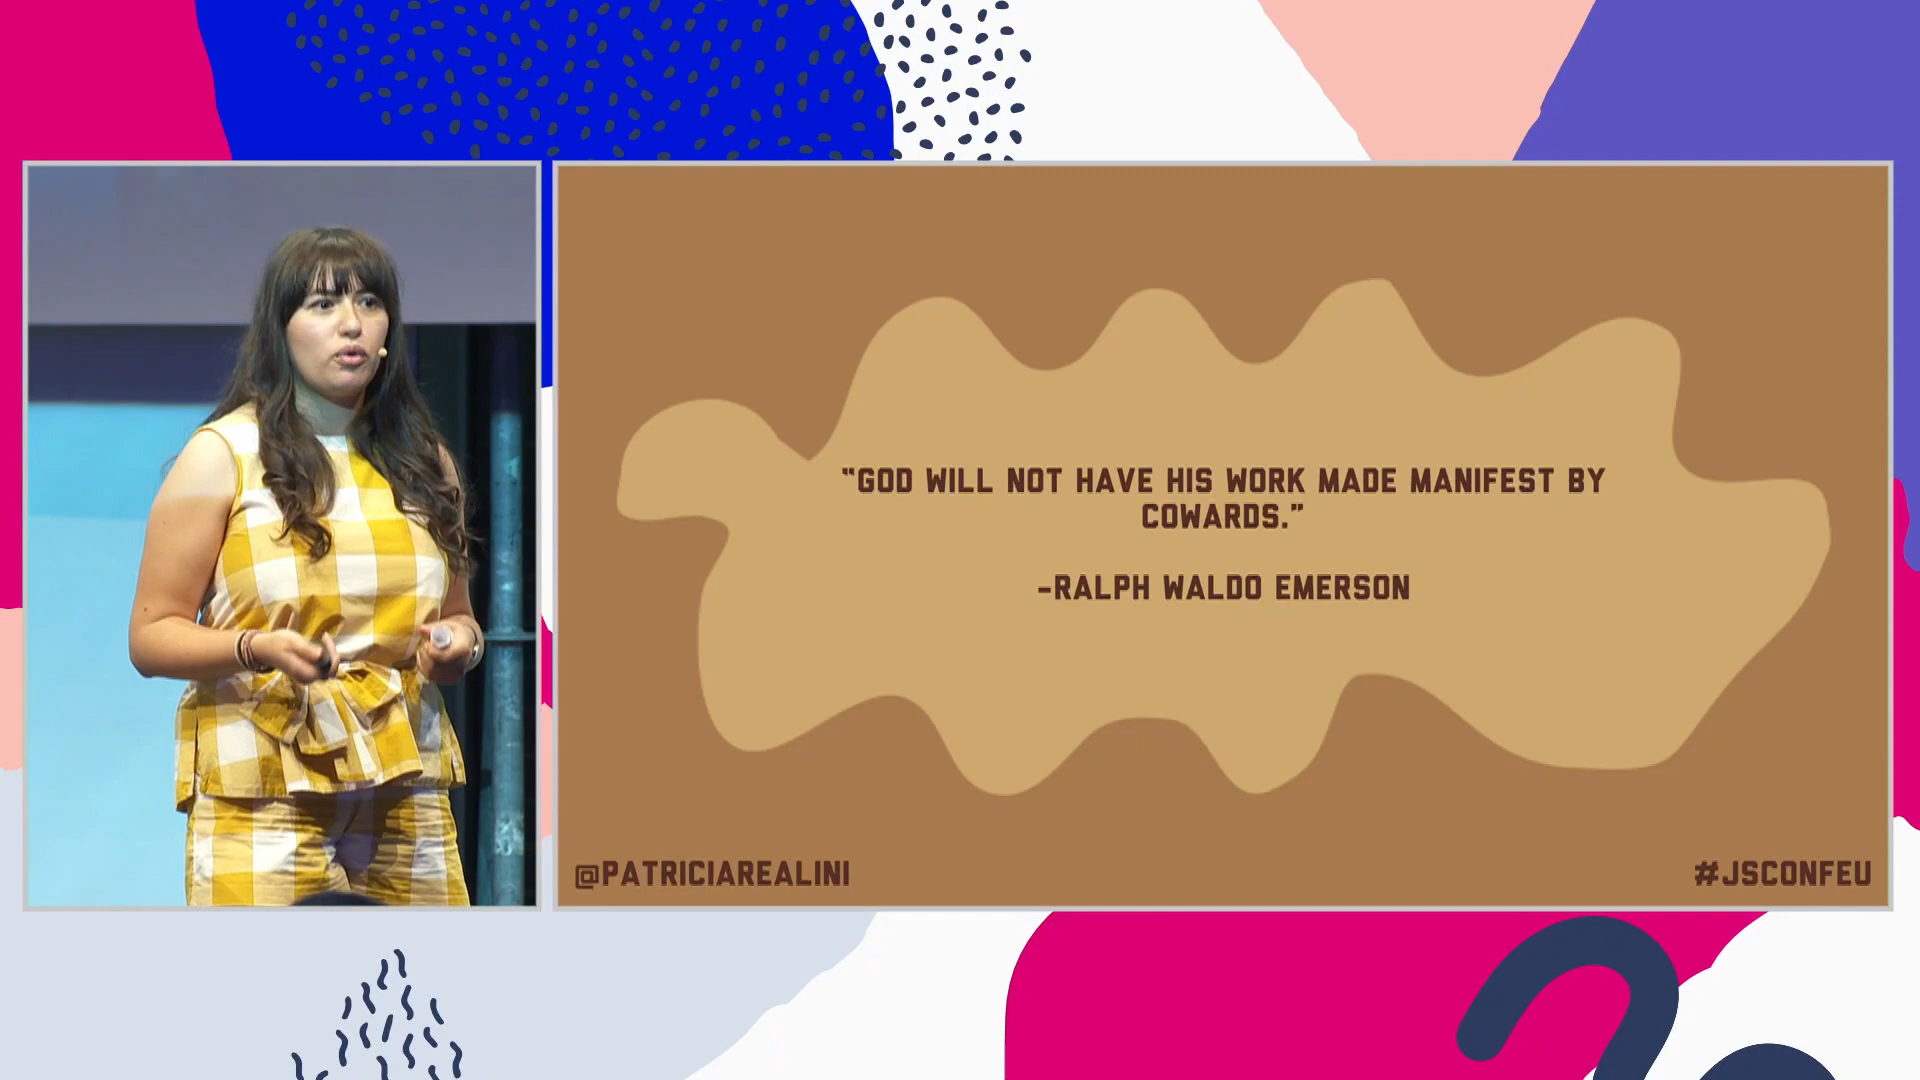 "GOD WILL NOT HAVE HIS WORK MADE MANIFEST BY
COWARDS."
-RALPH WALDO EMERSON
@PATRICIAREALINI
#JSCONFEU